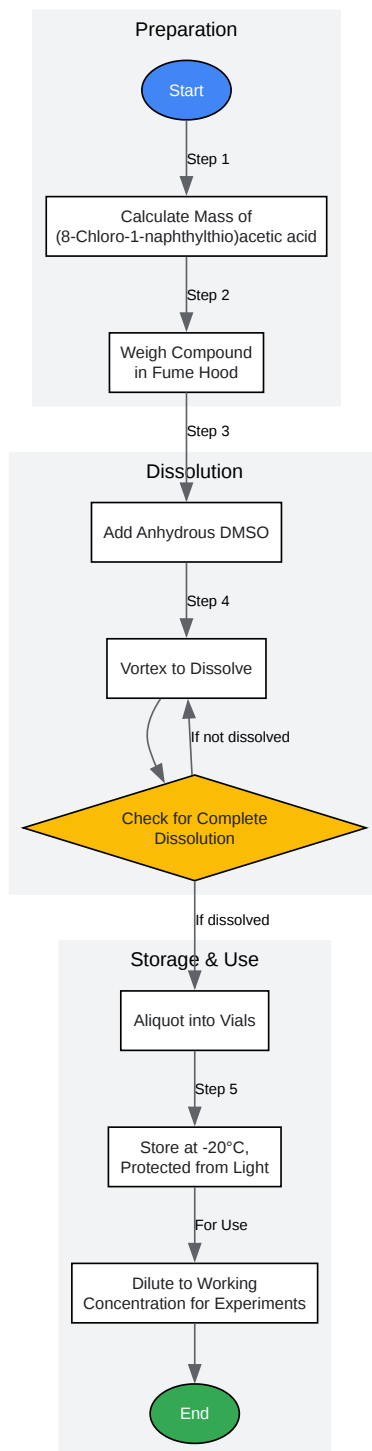 Preparation
Start
Step 1
Calculate Mass of
(8-Chloro-1-naphthylthio)acetic acid
Step 2
Weigh Compound
in Fume Hood
Step 3
Dissolution
Add Anhydrous DMSO
Step 4
Vortex to Dissolve
If not dissolved
Check for Complete
Dissolution
If dissolved
Storage & Use
Aliquot into Vials
Step 5
Store at -20°C,
Protected from Light
For Use
Dilute to Working
Concentration for Experiments
End